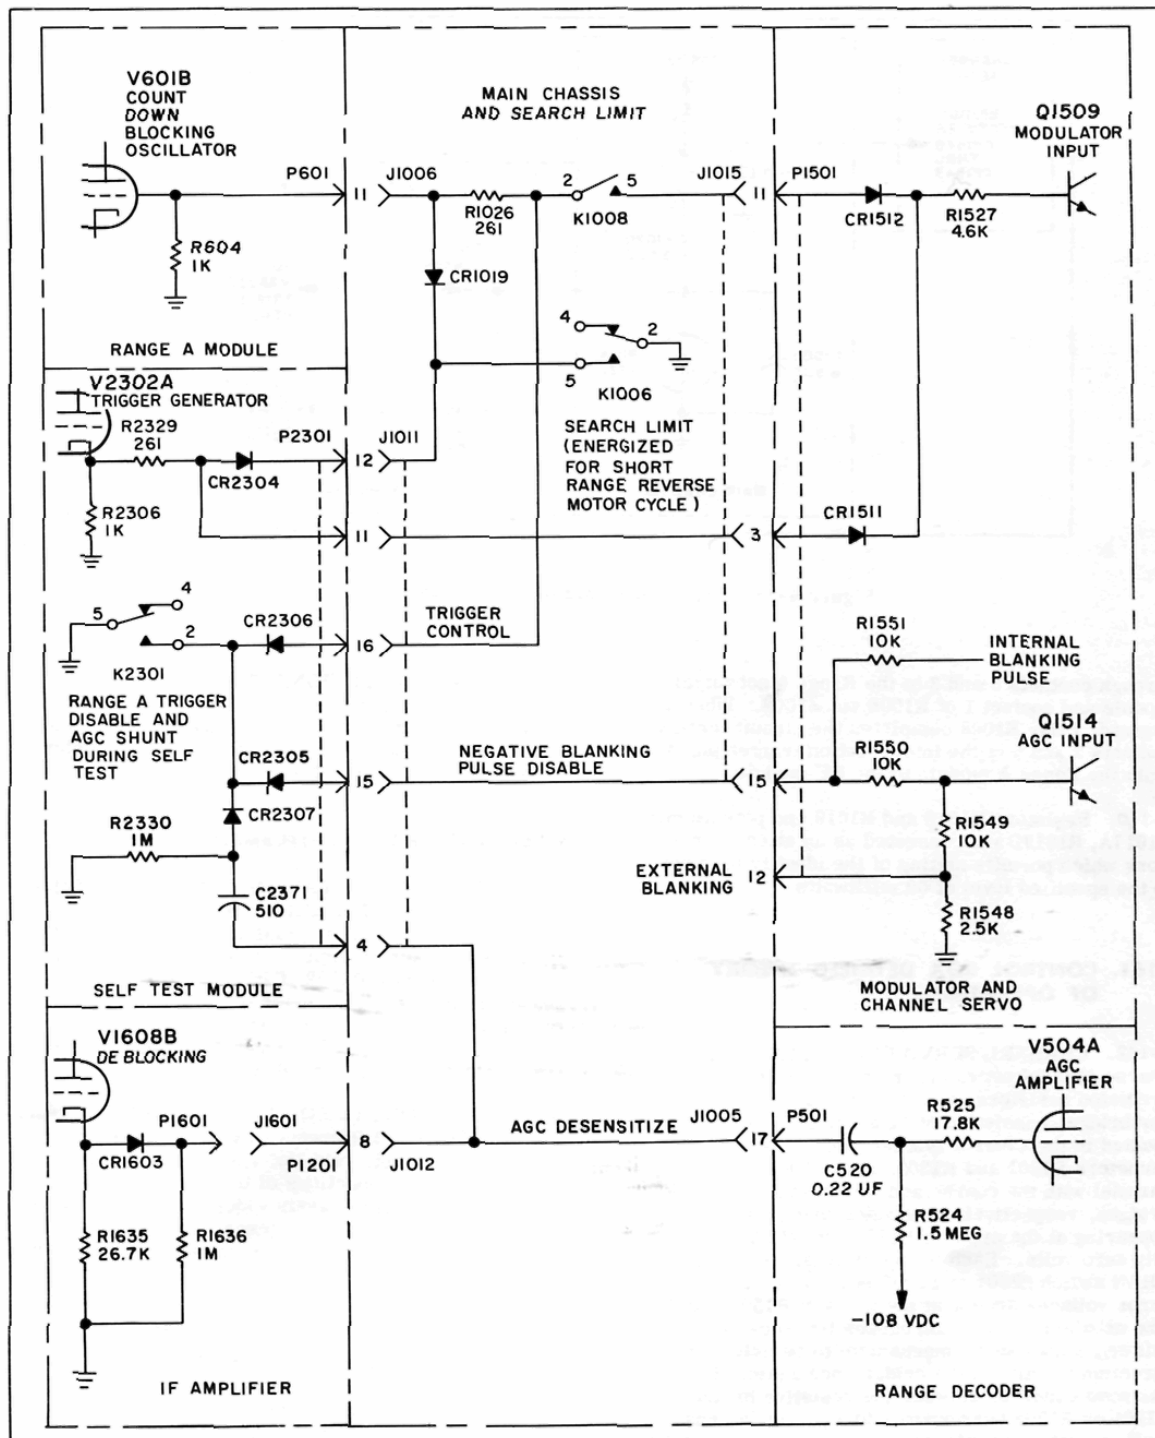 V601B
COUNT
DOWN
BLOCKING
OSCILLATOR
MAIN CHASSIS
AND SEARCH LIMIT
Q1509
MODULATOR
INPUT
P601
11
J1006
R1026
261
2
5
K1008
J1015
11
P1501
CR1512
R1527
4.6K
R604
1K
CR1019
4
2
5
K1006
RANGE A MODULE
V2302A
TRIGGER GENERATOR
R2329
261
P2301
J1011
12
CR2304
SEARCH LIMIT
(ENERGIZED
FOR SHORT
RANGE REVERSE
MOTOR CYCLE)
R2306
1K
11
3
CR1511
4
5
2
K2301
CR2306
16
TRIGGER
CONTROL
R1551
10K
INTERNAL
BLANKING
PULSE
RANGE A TRIGGER
DISABLE AND
AGC SHUNT
DURING SELF
TEST
CR2305
15
NEGATIVE BLANKING
PULSE DISABLE
15
R1550
10K
Q1514
AGC INPUT
CR2307
R2330
1M
R1549
10K
EXTERNAL
BLANKING
12
C2371
510
R1548
2.5K
4
SELF TEST MODULE
MODULATOR AND
CHANNEL SERVO
V1608B
DE BLOCKING
V504A
AGC
AMPLIFIER
P1601
J1601
CR1603
P1201
8
J1012
AGC DESENSITIZE
J1005
17
P501
R525
17.8K
C520
0.22 UF
R1635
26.7K
R1636
1M
R524
1.5 MEG
-108 VDC
IF AMPLIFIER
RANGE DECODER